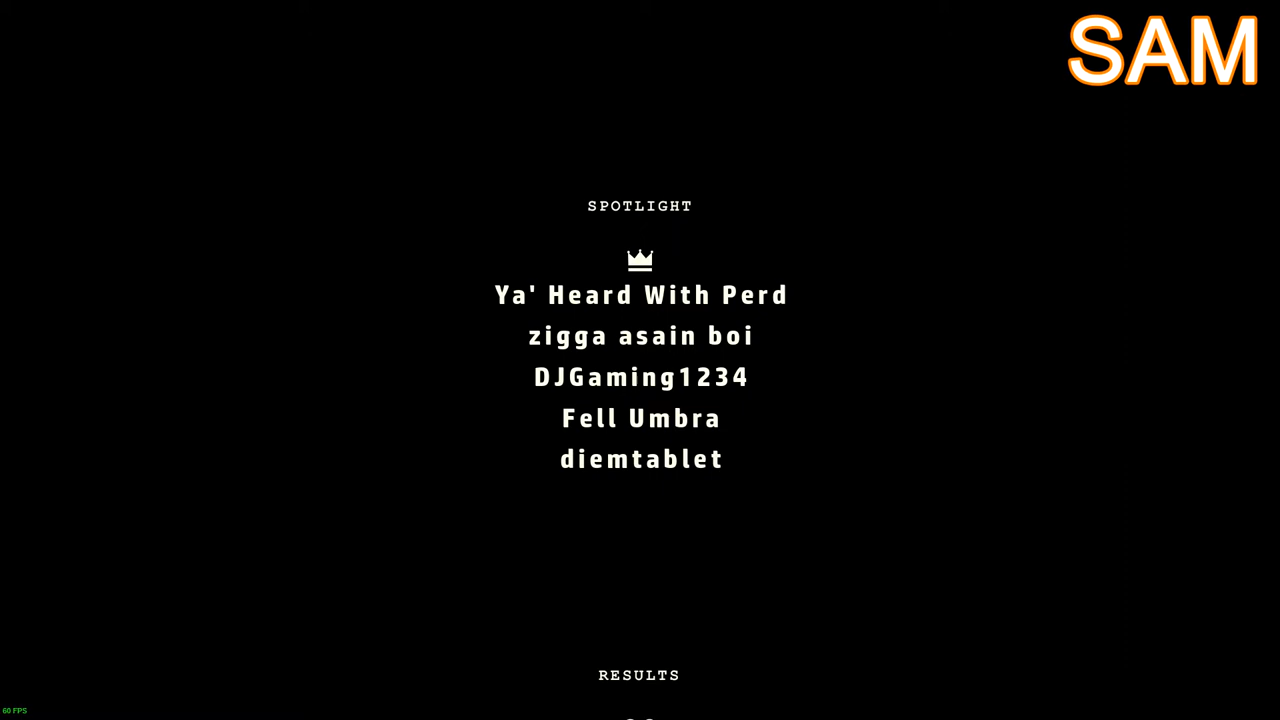 SAM
SPOTLIGHT
Ya' Heard With Perd
zigga asain boi
DJGaming1234
Fell Umbra
diemtablet
RESULTS
60 FPS